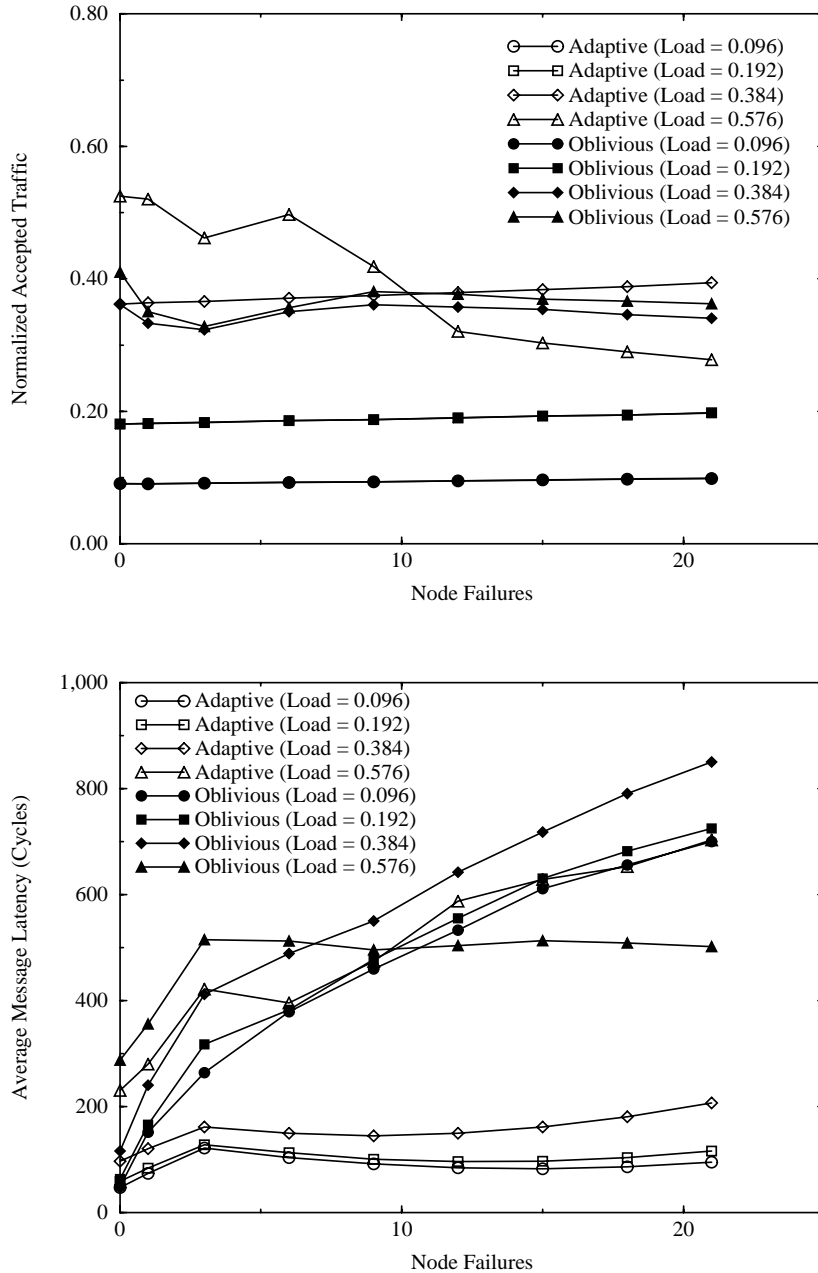 0.80
0.60
0.40
0.20
0.00
Normalized Accepted Traffic
Adaptive (Load = 0.096)
Adaptive (Load = 0.192)
Adaptive (Load = 0.384)
Adaptive (Load = 0.576)
Oblivious (Load = 0.096)
Oblivious (Load = 0.192)
Oblivious (Load = 0.384)
Oblivious (Load = 0.576)
0
10
20
Node Failures
1,000
800
600
400
200
0
Average Message Latency (Cycles)
Adaptive (Load = 0.096)
Adaptive (Load = 0.192)
Adaptive (Load = 0.384)
Adaptive (Load = 0.576)
Oblivious (Load = 0.096)
Oblivious (Load = 0.192)
Oblivious (Load = 0.384)
Oblivious (Load = 0.576)
0
10
20
Node Failures